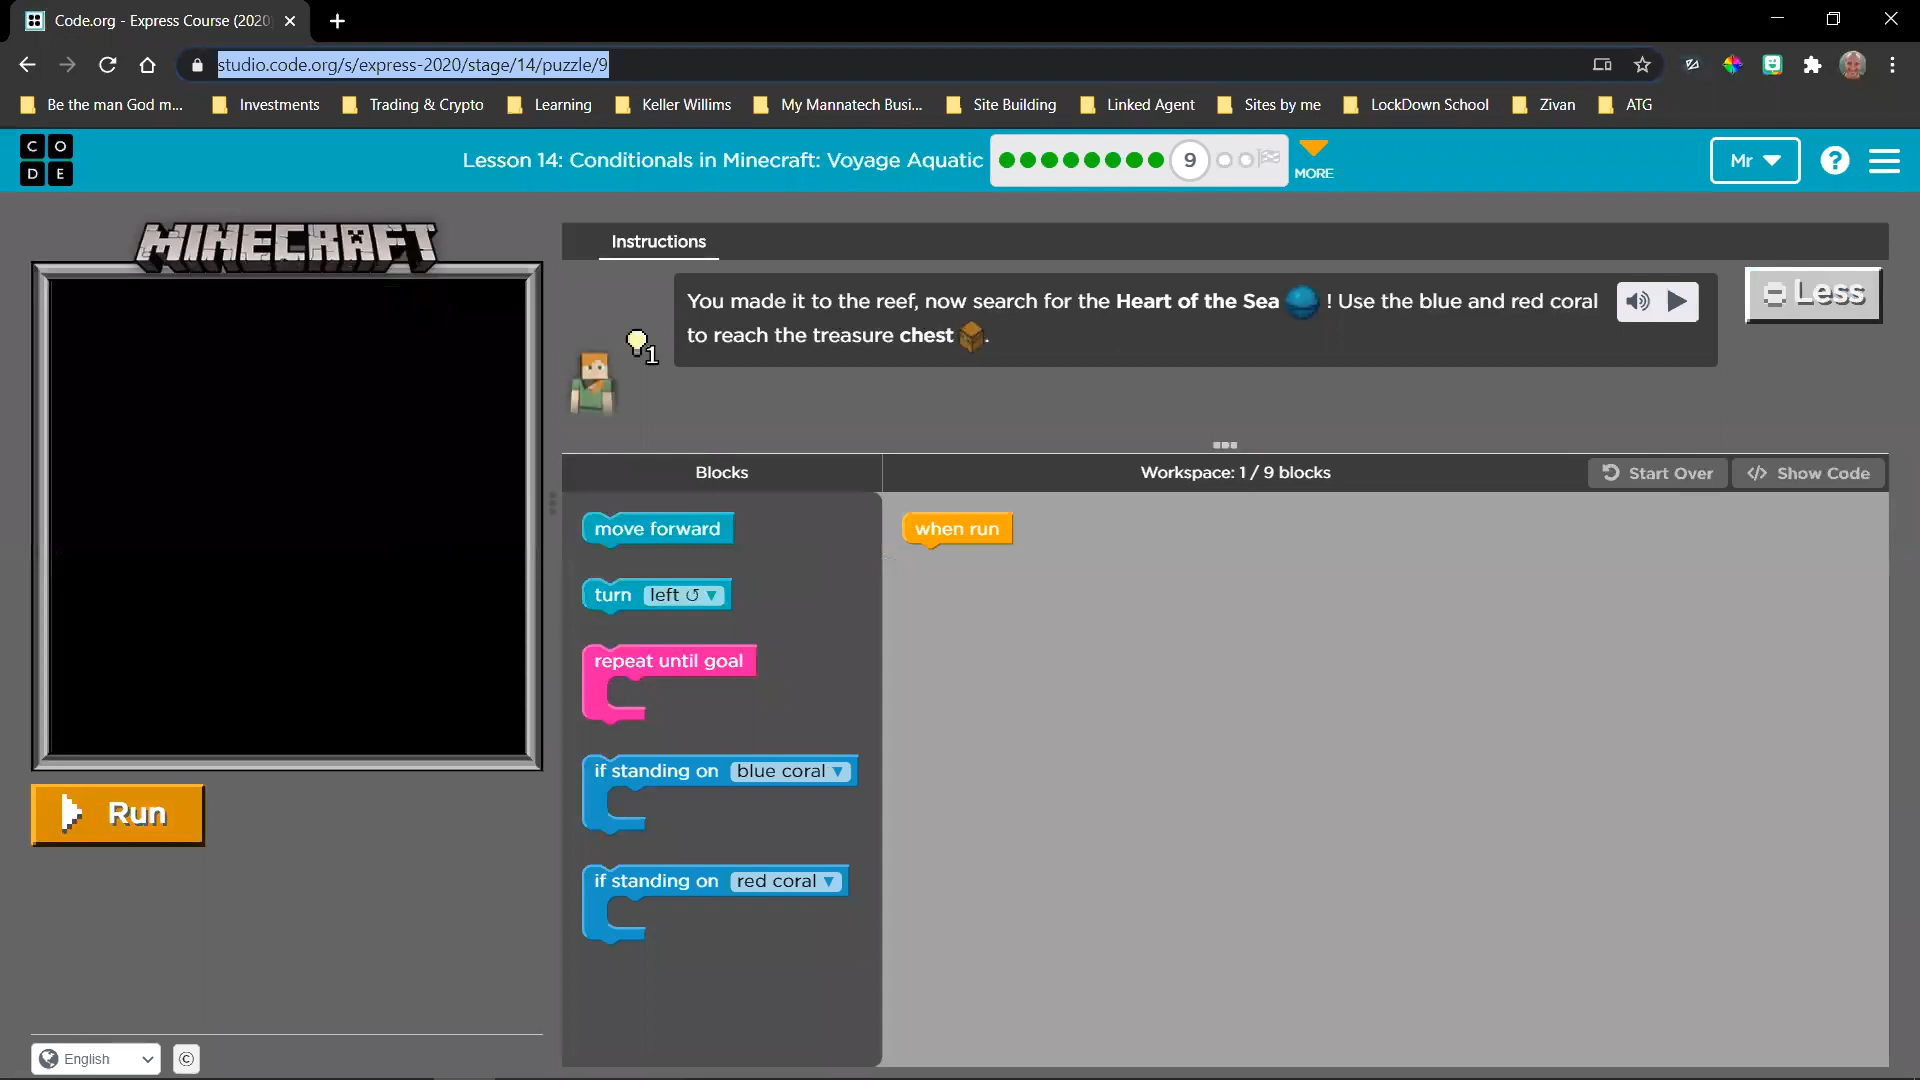 Code.org - Express Course (2020
studio.code.org/s/express-2020/stage/14/puzzle/9
Be the man God m...
Investments
Trading & Crypto
Learning
Keller Willims
My Mannatech Busi...
Site Building
Linked Agent
Sites by me
LockDown School
Zivan
ATG
C O
D E
Lesson 14: Conditionals in Minecraft: Voyage Aquatic
9
MORE
Mr
?
MINECRAFT
Instructions
You made it to the reef, now search for the Heart of the Sea ! Use the blue and red coral
to reach the treasure chest .
Less
1
Blocks
Workspace: 1 / 9 blocks
Start Over
</> Show Code
move forward
when run
turn left ↺ ▼
repeat until goal
if standing on blue coral ▼
if standing on red coral ▼
Run
English
©